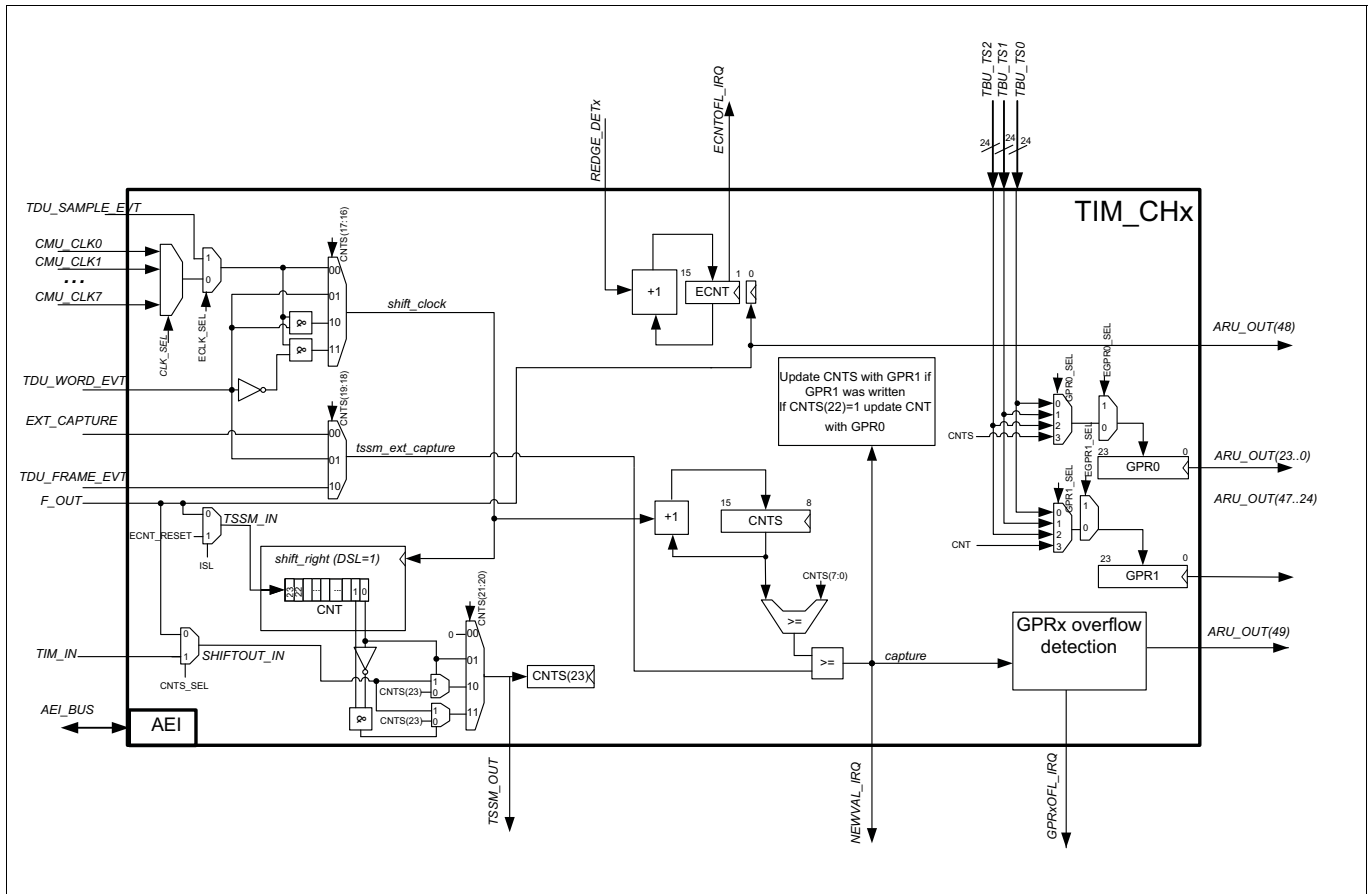 TBU_TS2
TBU_TS1
TBU_TS0
24
24
24
REDGE_DETx
ECNTOFL_IRQ
TIM_CHx
TDU_SAMPLE_EVT
CMU_CLK0
CMU_CLK1
...
CMU_CLK7
1
0
CLK_SEL
ECLK_SEL
CNTS(17:16)
00
01
10
11
&
&
shift_clock
+1
15
1
0
ECNT
ARU_OUT(48)
TDU_WORD_EVT
EXT_CAPTURE
TDU_FRAME_EVT
F_OUT
CNTS(19:18)
00
01
10
tssm_ext_capture
Update CNTS with GPR1 if
GPR1 was written
If CNTS(22)=1 update CNT
with GPR0
GPR0_SEL
EGPR0_SEL
0
1
2
3
1
0
CNTS
23
0
GPR0
ARU_OUT(23..0)
ARU_OUT(47..24)
GPR1_SEL
EGPR1_SEL
0
1
2
3
1
0
CNT
23
0
GPR1
ECNT_RESET
0
1
ISL
TSSM_IN
shift_right (DSL=1)
23
22
...
...
1
0
CNT
+1
15
8
CNTS
CNTS(7:0)
>=
>=
capture
GPRx overflow
detection
ARU_OUT(49)
TIM_IN
0
1
CNTS_SEL
SHIFTOUT_IN
CNTS(21:20)
0
00
01
10
11
1
0
CNTS(23)
1
0
CNTS(23)
&
CNTS(23)
AEI_BUS
AEI
TSSM_OUT
NEWVAL_IRQ
GPRxOFL_IRQ